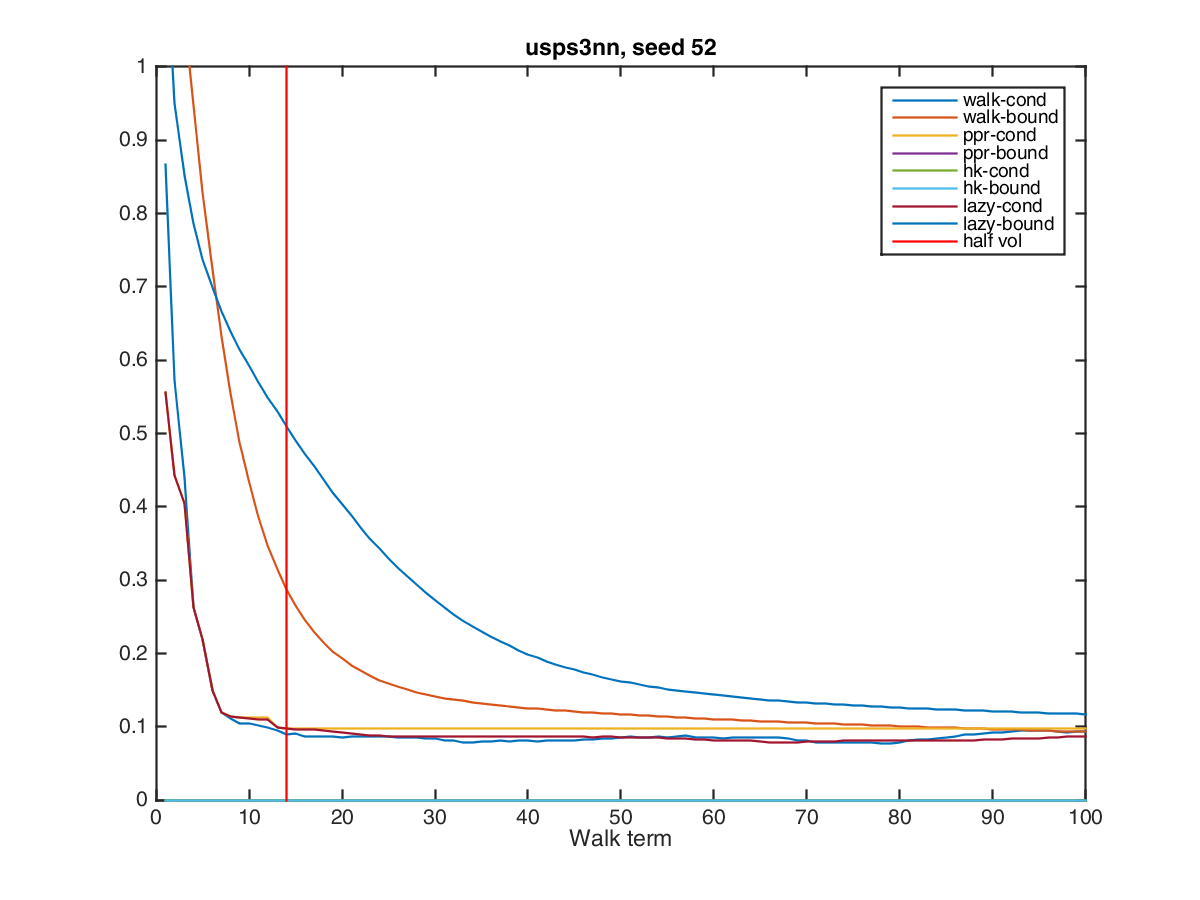 usps3nn, seed 52
1
0.9
0.8
0.7
0.6
0.5
0.4
0.3
0.2
0.1
0
walk-cond
walk-bound
ppr-cond
ppr-bound
hk-cond
hk-bound
lazy-cond
lazy-bound
half vol
0 10 20 30 40 50 60 70 80 90 100
Walk term